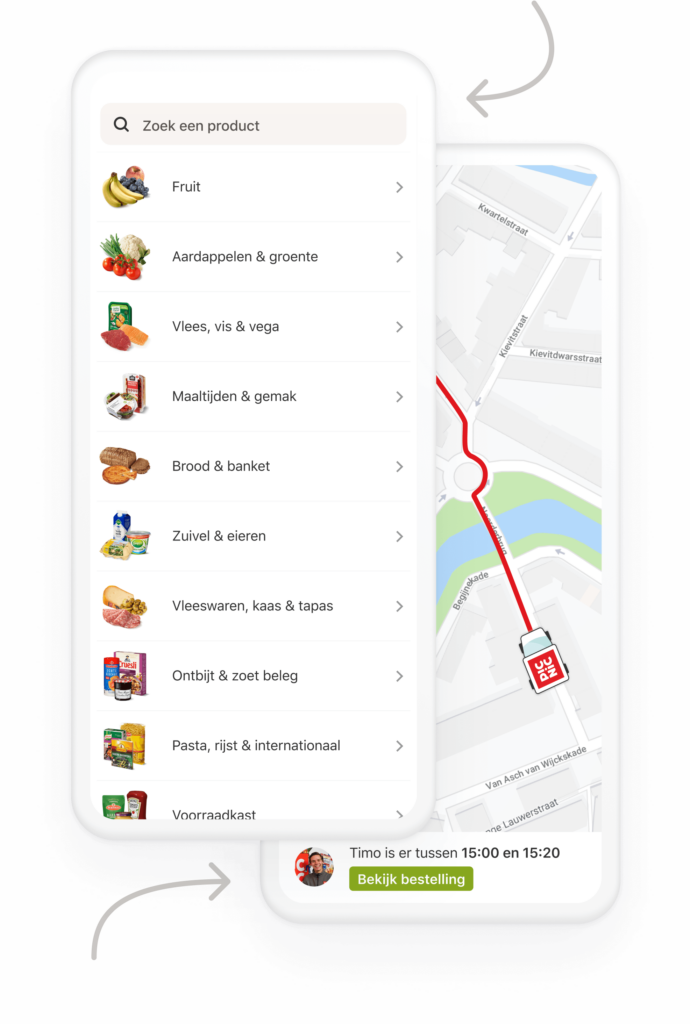 Zoek een product
Fruit
Aardappelen & groente
Vlees, vis & vega
Maaltijden & gemak
Brood & banket
Zuivel & eieren
Vleeswaren, kaas & tapas
Ontbijt & zoet beleg
Pasta, rijst & internationaal
Voorraadkast
Kwartelstraat
Kievitstraat
Kievitdwarsstraat
Begijnekade
Van Asch van Wijckskade
Lauwerstraat
Timo is er tussen 15:00 en 15:20
Bekijk bestelling